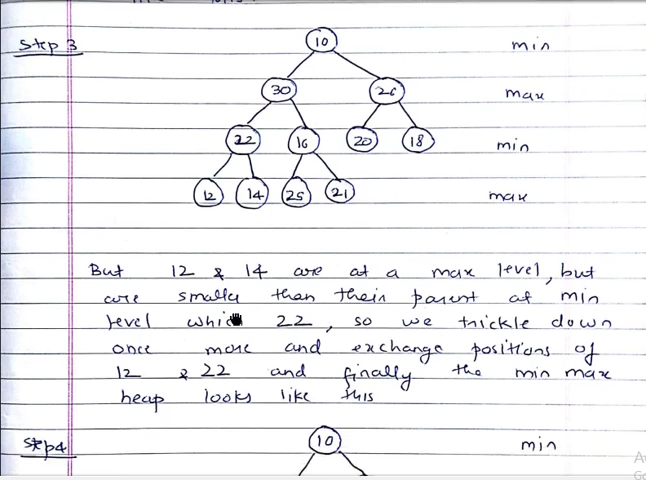 Step 3
10
min
30
26
max
22
16
20
18
min
12
14
25
21
max
But 12 & 14 are at a max level, but
are smaller than their parent at min
level which 22, so we trickle down
once more and exchange positions of
12 & 22 and finally the min max
heap looks like this
Step4
10
min